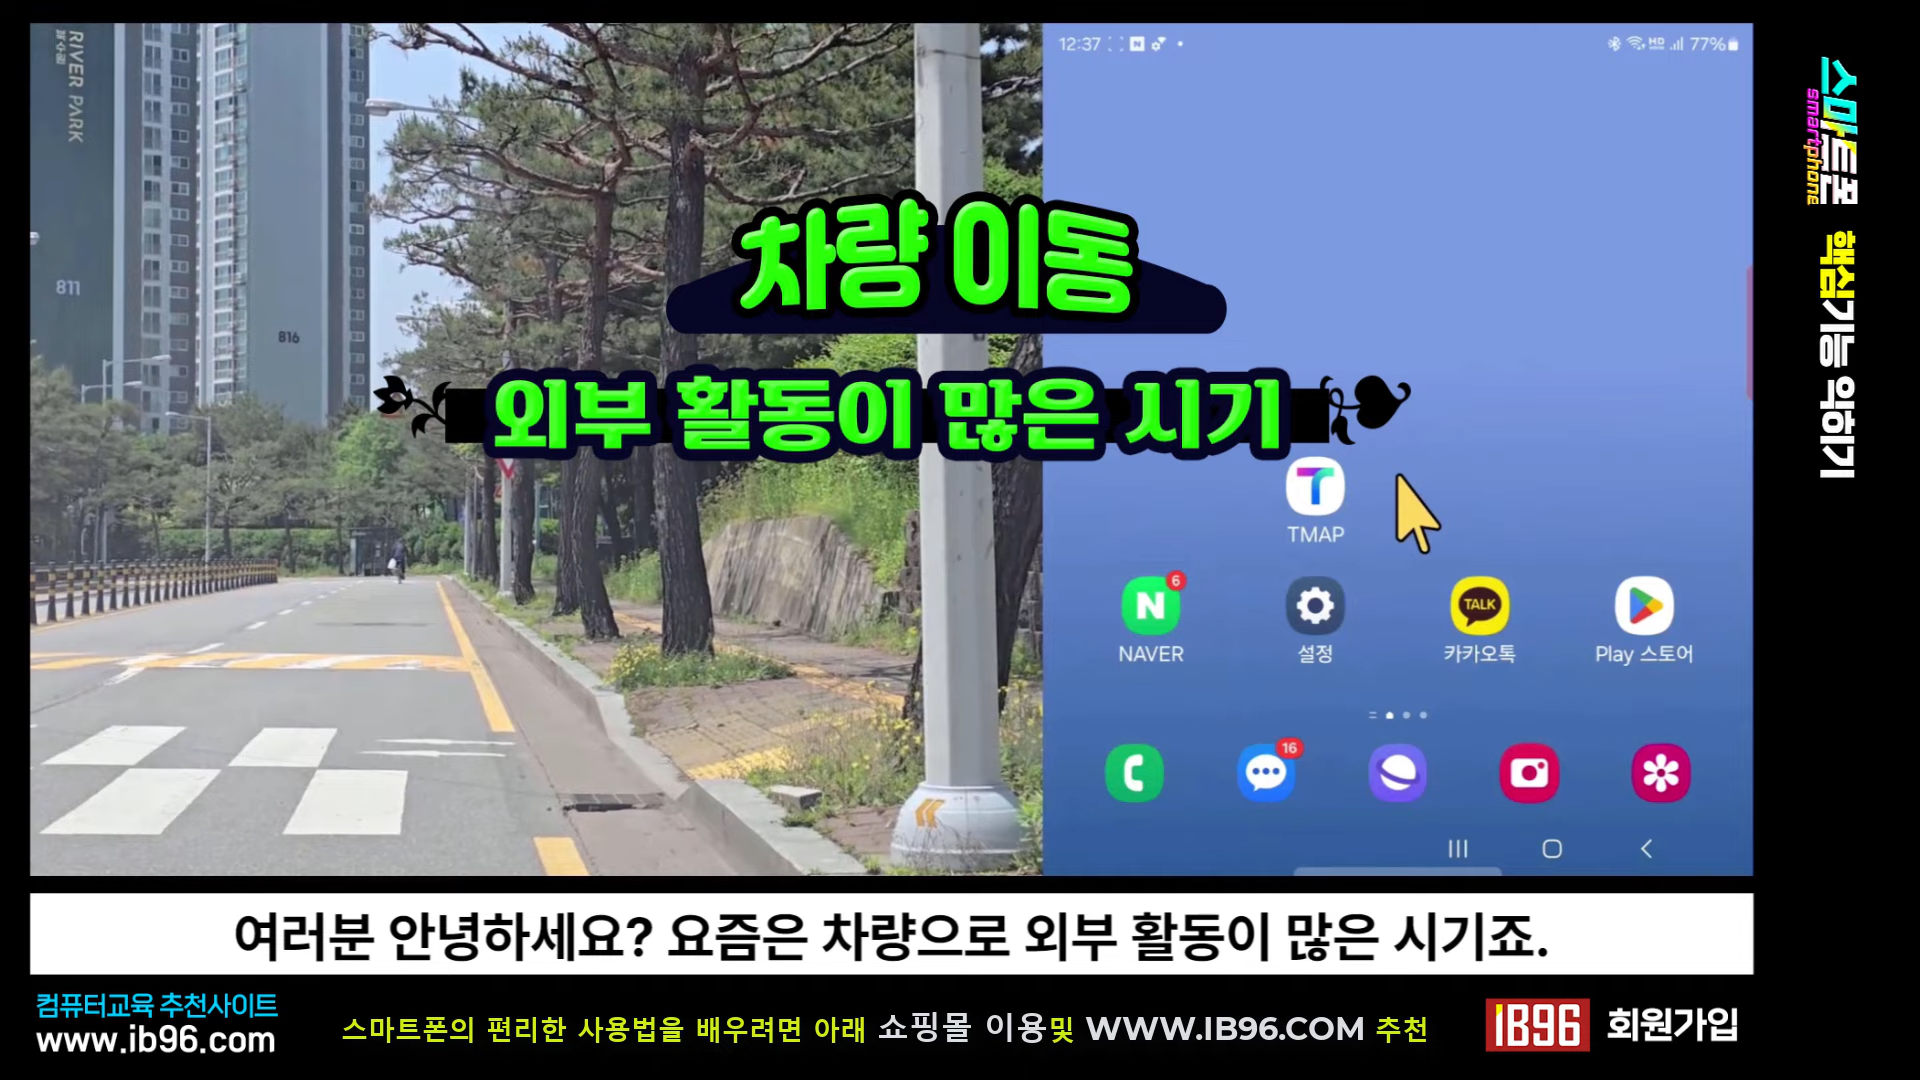 RIVER PARK
811
816
12:37
HD
77%
차량 이동
외부 활동이 많은 시기
TMAP
6
N
NAVER
설정
TALK
카카오톡
Play 스토어
16
스마트폰
smartphone
핵심기능 익히기
여러분 안녕하세요? 요즘은 차량으로 외부 활동이 많은 시기죠.
컴퓨터교육 추천사이트
www.ib96.com
스마트폰의 편리한 사용법을 배우려면 아래 쇼핑몰 이용및 WWW.IB96.COM 추천
IB96 회원가입